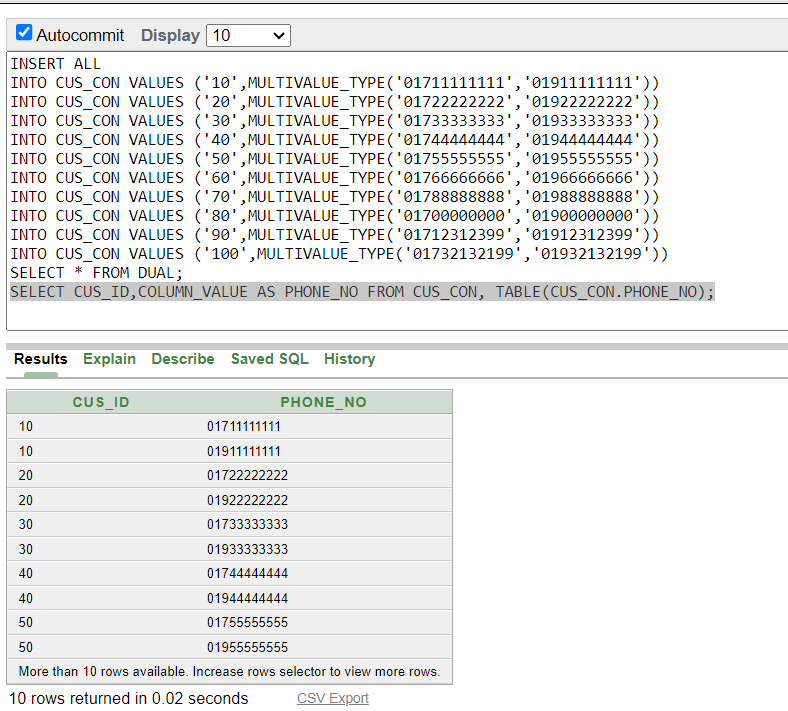 Autocommit Display 10
INSERT ALL
INTO CUS_CON VALUES ('10',MULTIVALUE_TYPE('01711111111','01911111111'))
INTO CUS_CON VALUES ('20',MULTIVALUE_TYPE('01722222222','01922222222'))
INTO CUS_CON VALUES ('30',MULTIVALUE_TYPE('01733333333','01933333333'))
INTO CUS_CON VALUES ('40',MULTIVALUE_TYPE('01744444444','01944444444'))
INTO CUS_CON VALUES ('50',MULTIVALUE_TYPE('01755555555','01955555555'))
INTO CUS_CON VALUES ('60',MULTIVALUE_TYPE('01766666666','01966666666'))
INTO CUS_CON VALUES ('70',MULTIVALUE_TYPE('01788888888','01988888888'))
INTO CUS_CON VALUES ('80',MULTIVALUE_TYPE('01700000000','01900000000'))
INTO CUS_CON VALUES ('90',MULTIVALUE_TYPE('01712312399','01912312399'))
INTO CUS_CON VALUES ('100',MULTIVALUE_TYPE('01732132199','01932132199'))
SELECT * FROM DUAL;
SELECT CUS_ID,COLUMN_VALUE AS PHONE_NO FROM CUS_CON, TABLE(CUS_CON.PHONE_NO);
Results Explain Describe Saved SQL History
CUS_ID PHONE_NO
10 01711111111
10 01911111111
20 01722222222
20 01922222222
30 01733333333
30 01933333333
40 01744444444
40 01944444444
50 01755555555
50 01955555555
More than 10 rows available. Increase rows selector to view more rows.
10 rows returned in 0.02 seconds CSV Export